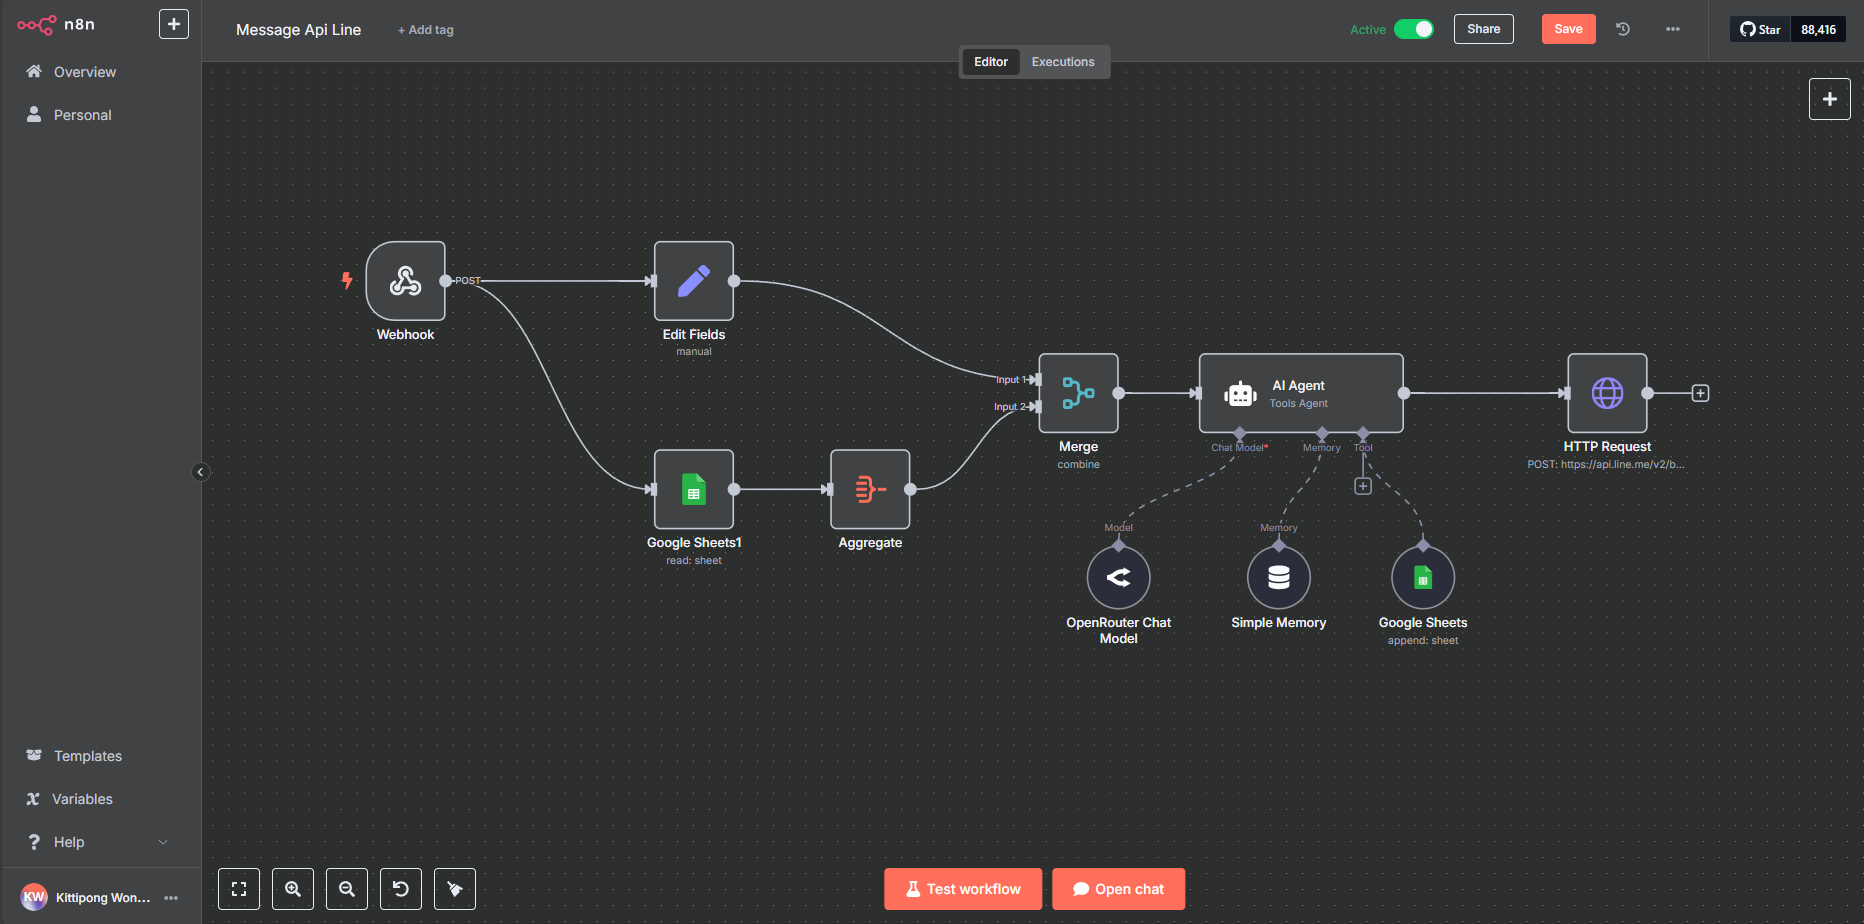 n8n
Message Api Line
+ Add tag
Active
Share
Save
Star
88,416
Editor
Executions
Overview
Personal
POST
Webhook
Edit Fields
manual
Input 1
Input 2
Merge
combine
AI Agent
Tools Agent
Chat Model*
Memory
Tool
HTTP Request
POST: https://api.line.me/v2/b...
Google Sheets1
read: sheet
Aggregate
Model
Memory
OpenRouter Chat
Model
Simple Memory
Google Sheets
append: sheet
Templates
Variables
Help
KW
Kittipong Won...
Test workflow
Open chat